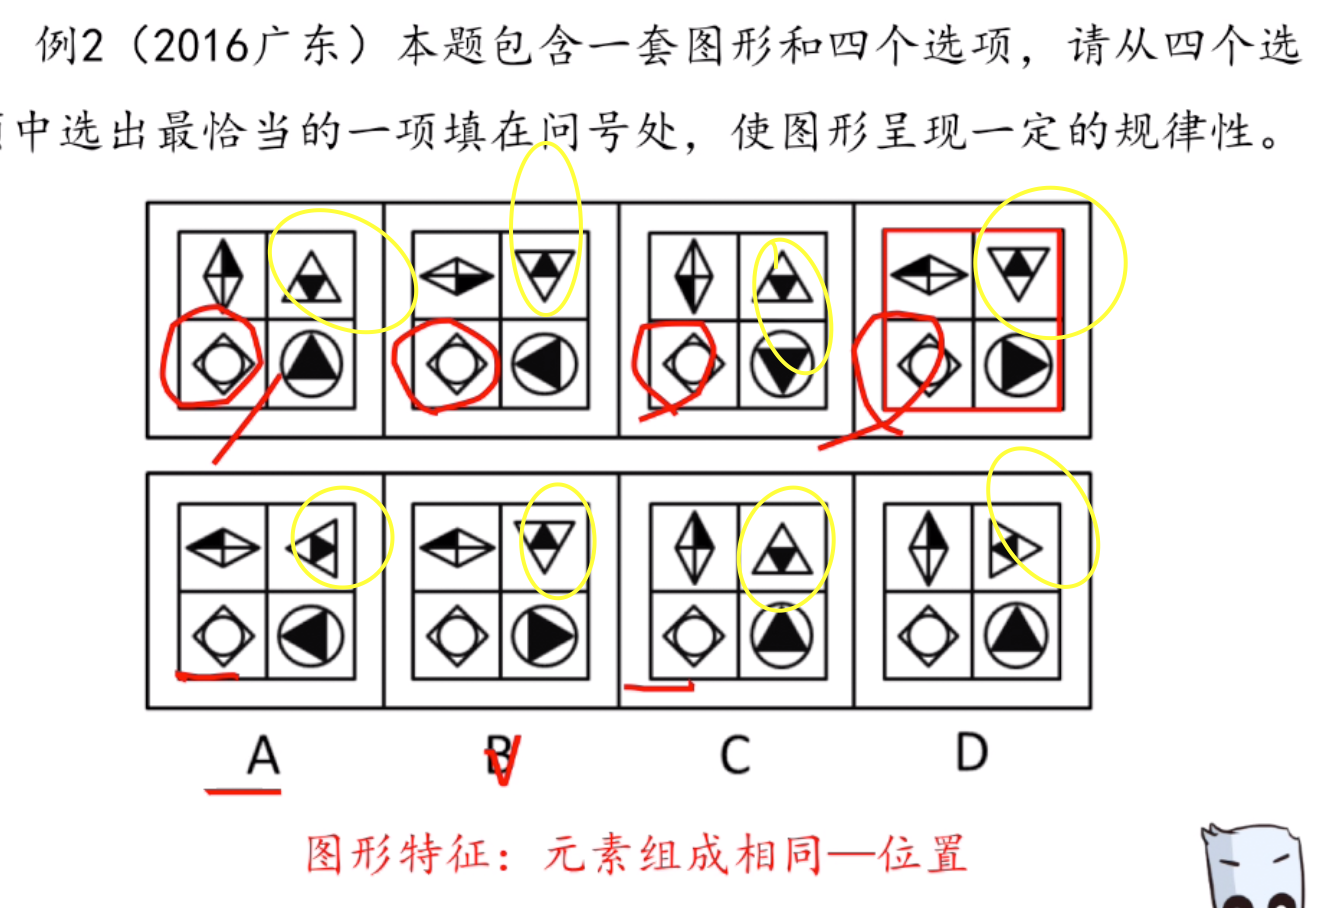 例2（2016广东）本题包含一套图形和四个选项，请从四个选
中选出最恰当的一项填在问号处，使图形呈现一定的规律性。
A B C D
图形特征：元素组成相同—位置